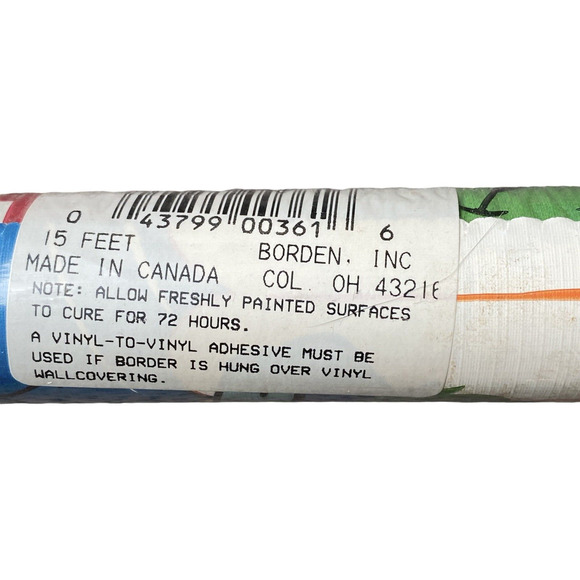 0 43799 00361 6
15 FEET BORDEN, INC
MADE IN CANADA COL. OH 43216
NOTE: ALLOW FRESHLY PAINTED SURFACES
TO CURE FOR 72 HOURS.
A VINYL-TO-VINYL ADHESIVE MUST BE
USED IF BORDER IS HUNG OVER VINYL
WALLCOVERING.